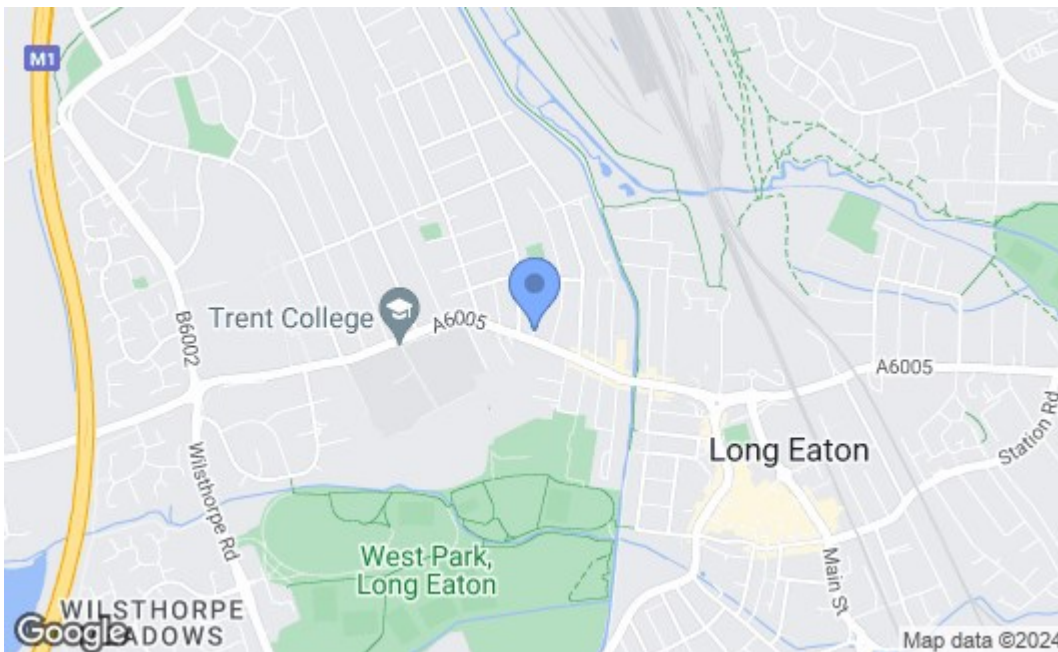 M1
B6002
Trent College
A6005
A6005
Long Eaton
Station Rd
Wilsthorpe Rd
West Park,
Long Eaton
Main St
WILSTHORPE
MEADOWS
Google
Map data ©2024